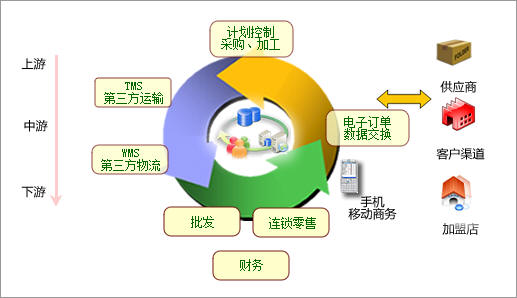 计划控制
采购、加工
上游
TMS
第三方运输
供应商
中游
电子订单
数据交换
WMS
第三方物流
客户渠道
下游
手机
移动商务
批发
连锁零售
加盟店
财务